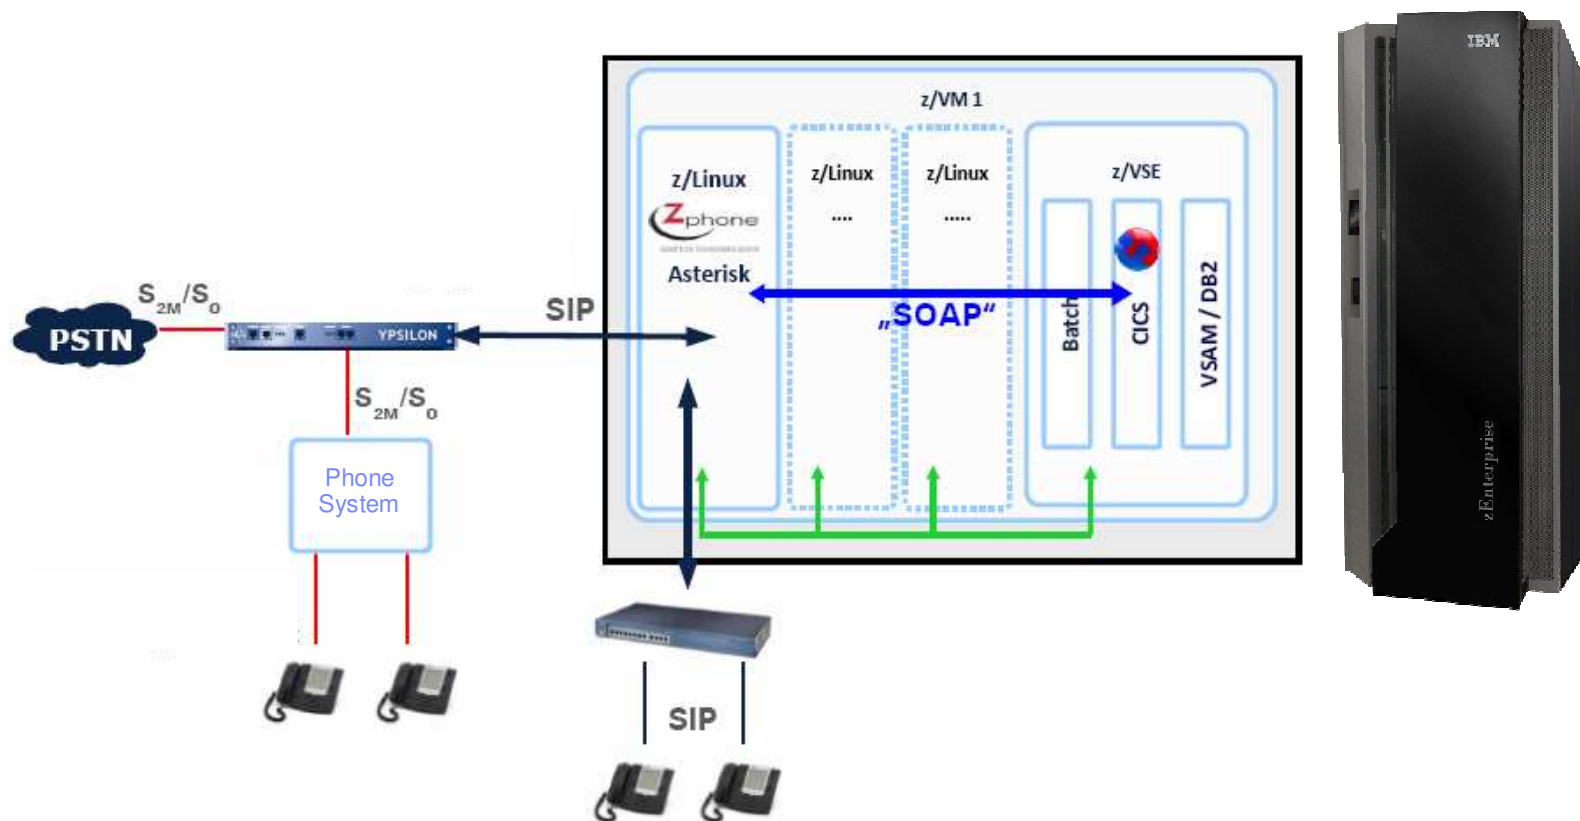 IBM
z/VM 1
z/Linux
Zphone
Asterisk
z/Linux
....
z/Linux
.....
z/VSE
Batch
CICS
VSAM / DB2
„SOAP“
SIP
S2M/S0
PSTN
YPSILON
S2M/S0
Phone
System
SIP
zEnterprise